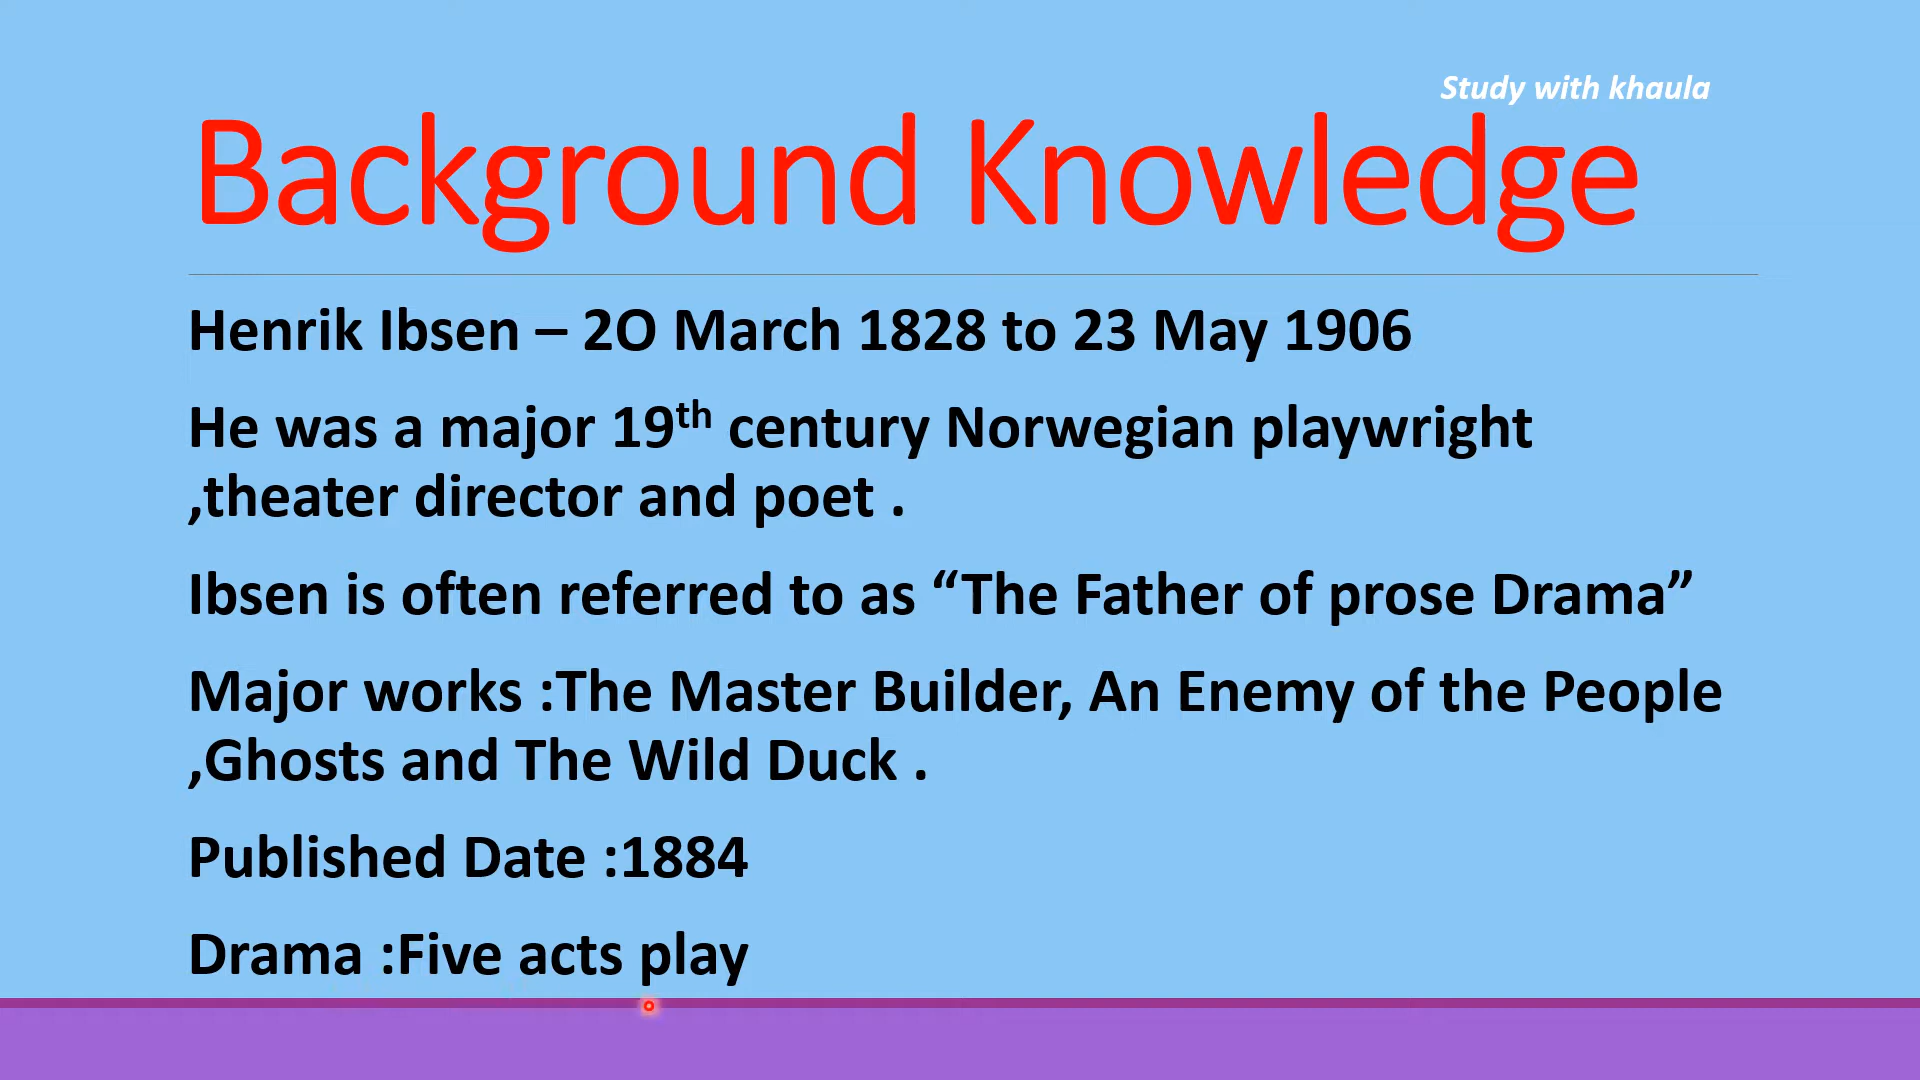 Study with khaula
Background Knowledge
Henrik Ibsen – 2O March 1828 to 23 May 1906
He was a major 19th century Norwegian playwright
,theater director and poet .
Ibsen is often referred to as “The Father of prose Drama”
Major works :The Master Builder, An Enemy of the People
,Ghosts and The Wild Duck .
Published Date :1884
Drama :Five acts play